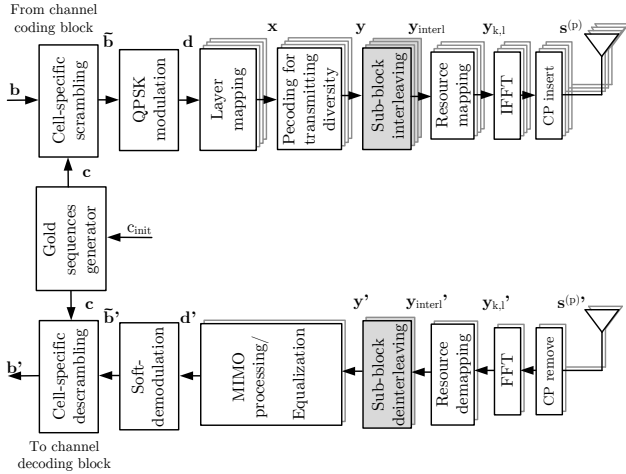 From channel
coding block
b
b̃
d
x
y
y_interl
y_k,l
s^(p)
Cell-specific
scrambling
QPSK
modulation
Layer
mapping
Pecoding for
transmitting
diversity
Sub-block
interleaving
Resource
mapping
IFFT
CP insert
c
Gold
sequences
generator
c_init
c
b̃'
d'
y'
y_interl'
y_k,l'
s^(p)'
b'
Cell-specific
descrambling
Soft-
demodulation
MIMO
processing/
Equalization
Sub-block
deinterleaving
Resource
demapping
FFT
CP remove
To channel
decoding block